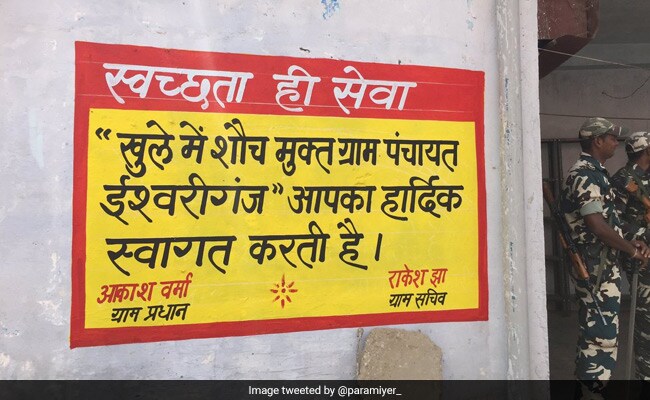 स्वच्छता ही सेवा
“खुले में शौच मुक्त ग्राम पंचायत
ईश्वरीगंज” आपका हार्दिक
स्वागत करती है।
आकाश वर्मा
ग्राम प्रधान
राकेश झा
ग्राम सचिव
Image tweeted by @paramiyer_